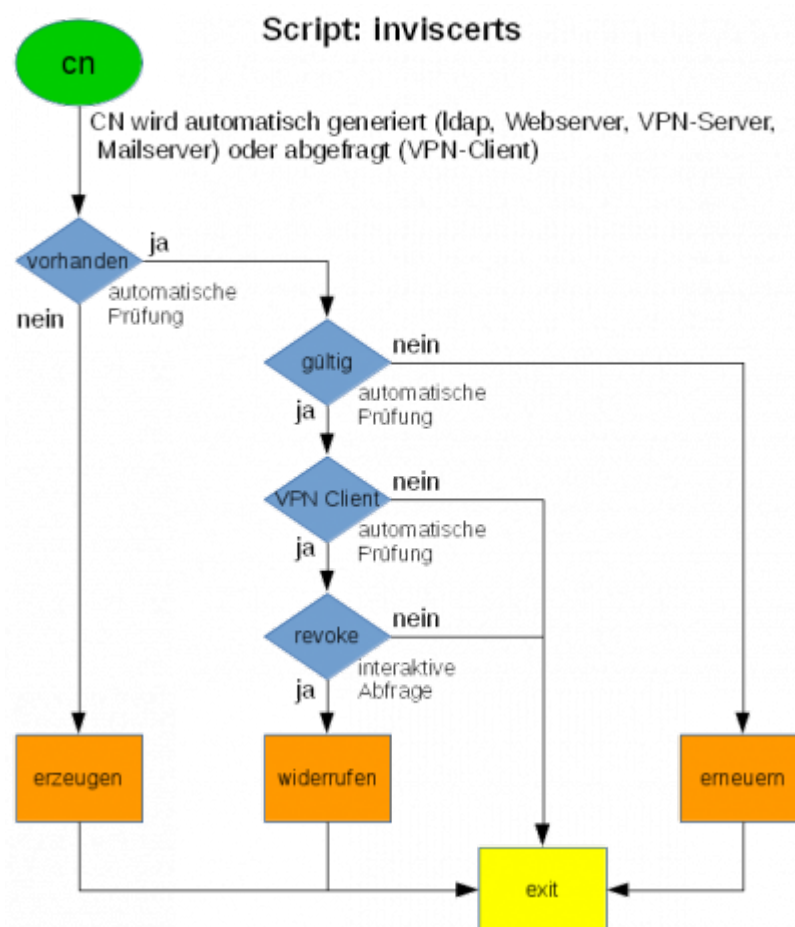 Script: inviscerts
cn
CN wird automatisch generiert (ldap, Webserver, VPN-Server,
Mailserver) oder abgefragt (VPN-Client)
ja
vorhanden
automatische
Prüfung
nein
nein
gültig
automatische
Prüfung
ja
nein
VPN Client
automatische
Prüfung
ja
nein
revoke
interaktive
Abfrage
ja
erzeugen
widerrufen
erneuern
exit